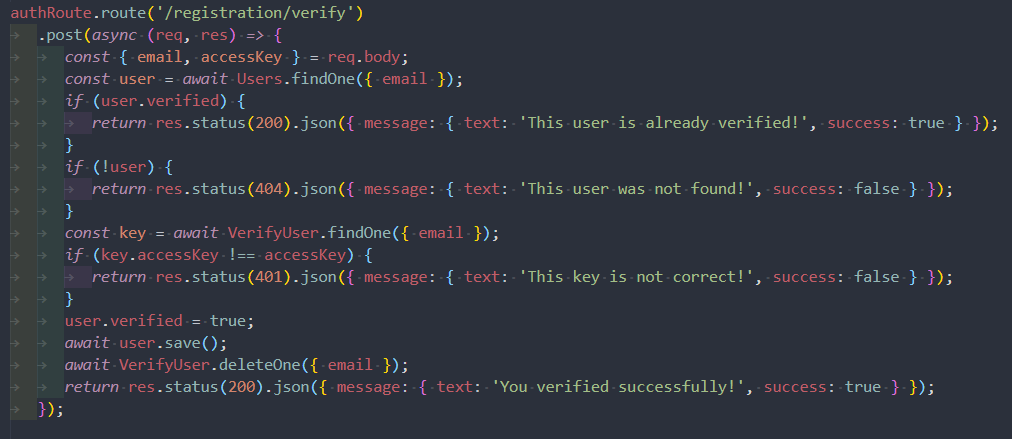 authRoute.route('/registration/verify')
  .post(async (req, res) => {
    const { email, accessKey } = req.body;
    const user = await Users.findOne({ email });
    if (user.verified) {
      return res.status(200).json({ message: { text: 'This user is already verified!', success: true } });
    }
    if (!user) {
      return res.status(404).json({ message: { text: 'This user was not found!', success: false } });
    }
    const key = await VerifyUser.findOne({ email });
    if (key.accessKey !== accessKey) {
      return res.status(401).json({ message: { text: 'This key is not correct!', success: false } });
    }
    user.verified = true;
    await user.save();
    await VerifyUser.deleteOne({ email });
    return res.status(200).json({ message: { text: 'You verified successfully!', success: true } });
  });